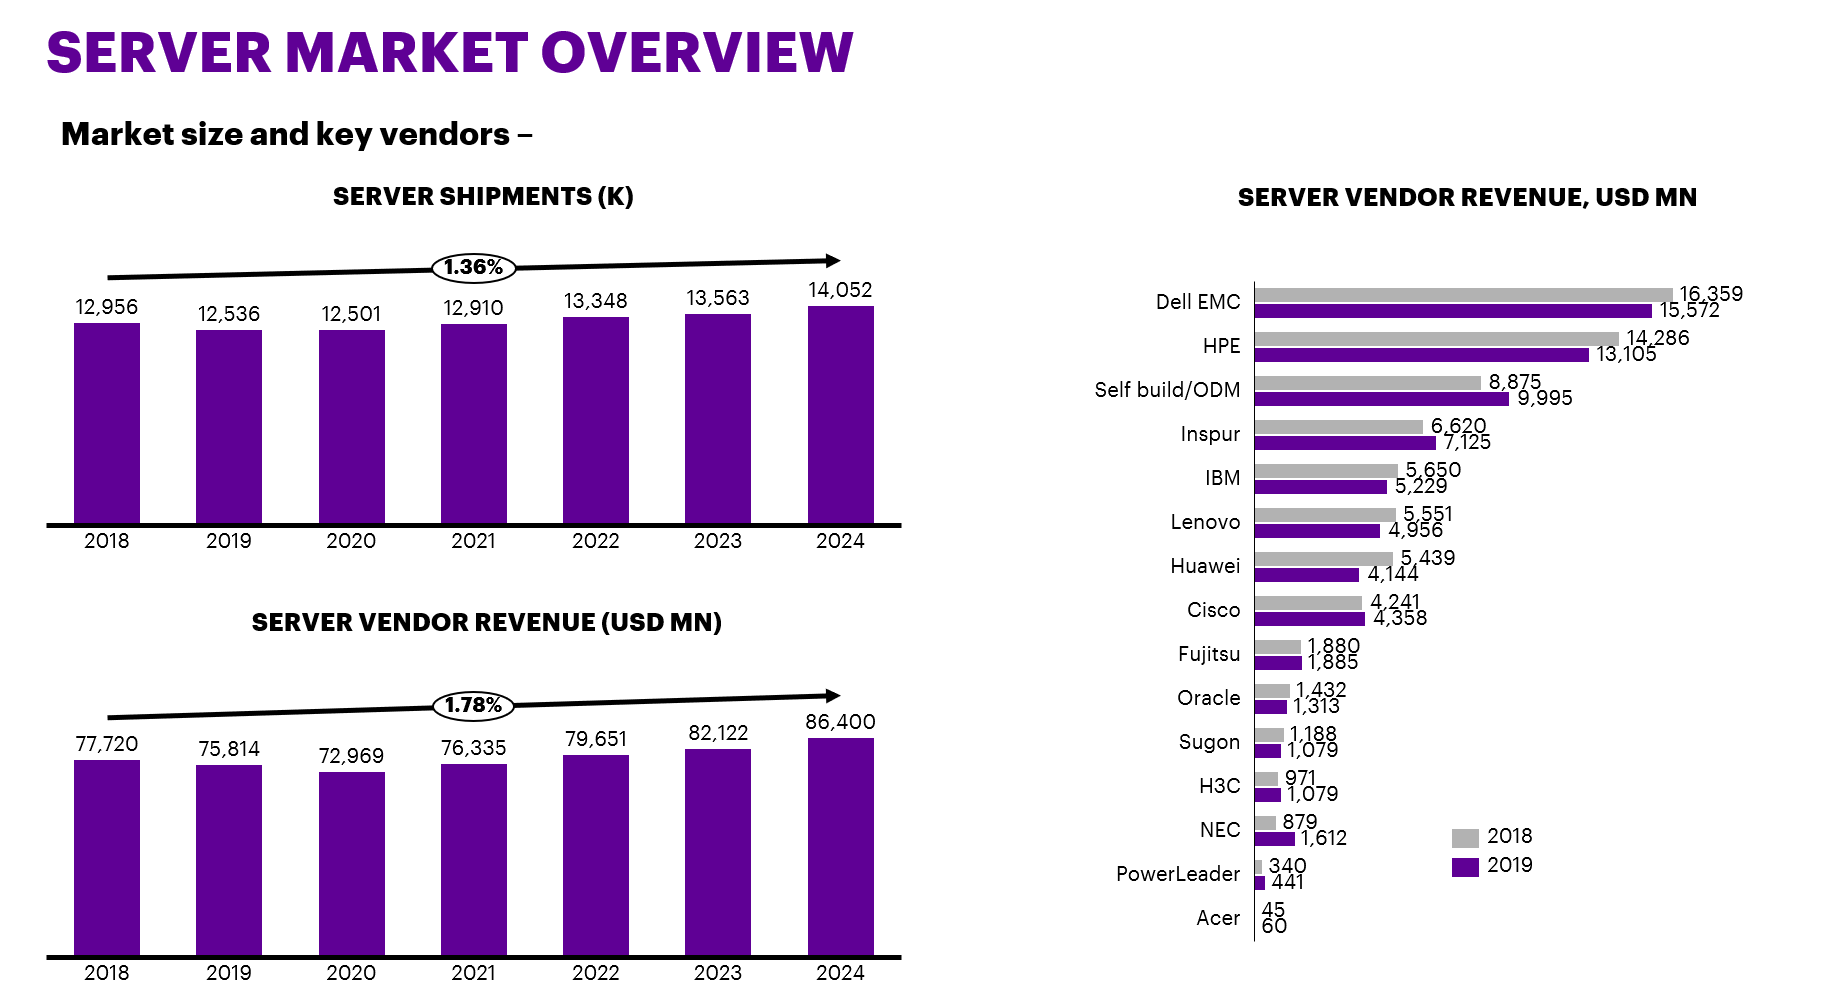 SERVER MARKET OVERVIEW
Market size and key vendors –
SERVER SHIPMENTS (K)
1.36%
12,956 12,536 12,501 12,910 13,348 13,563 14,052
2018 2019 2020 2021 2022 2023 2024
SERVER VENDOR REVENUE (USD MN)
1.78%
77,720 75,814 72,969 76,335 79,651 82,122 86,400
2018 2019 2020 2021 2022 2023 2024
SERVER VENDOR REVENUE, USD MN
Dell EMC 16,359
15,572
HPE 14,286
13,105
Self build/ODM 8,875
9,995
Inspur 6,620
7,125
IBM 5,650
5,229
Lenovo 5,551
4,956
Huawei 5,439
4,144
Cisco 4,241
4,358
Fujitsu 1,880
1,885
Oracle 1,432
1,313
Sugon 1,188
1,079
H3C 971
1,079
NEC 879
1,612
PowerLeader 340
441
Acer 45
60
2018
2019